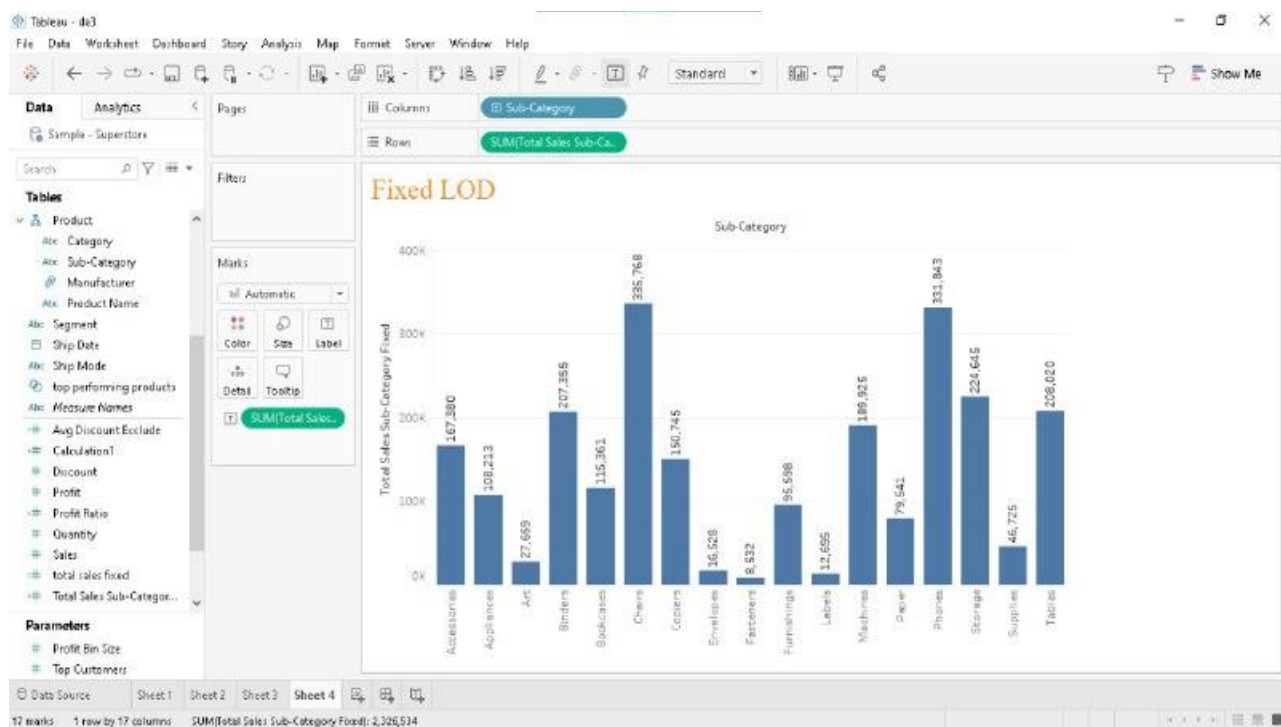 Tableau - da3
File Data Worksheet Dashboard Story Analysis Map Format Server Window Help
Standard
Show Me
Data Analytics
Sample - Superstore
Search
Tables
Product
Abc Category
Abc Sub-Category
Manufacturer
Abc Product Name
Abc Segment
Ship Date
Abc Ship Mode
top performing products
Abc Measure Names
Avg Discount Exclude
Calculation1
Discount
Profit
Profit Ratio
Quantity
Sales
total sales fixed
Total Sales Sub-Categor...
Parameters
Profit Bin Size
Top Customers
Pages
Filters
Marks
Automatic
Color Size Label
Detail Tooltip
SUM(Total Sales..
Columns
Sub-Category
Rows
SUM(Total Sales Sub-Ca..
Fixed LOD
Sub-Category
Total Sales Sub-Category Fixed
400K
300K
200K
100K
0K
167,380
108,213
27,659
207,355
115,361
335,768
150,745
16,528
8,532
95,598
12,695
189,925
79,541
331,843
224,645
46,725
208,020
Accessories
Appliances
Art
Binders
Bookcases
Chairs
Copiers
Envelopes
Fasteners
Furnishings
Labels
Machines
Paper
Phones
Storage
Supplies
Tables
Data Source Sheet 1 Sheet 2 Sheet 3 Sheet 4
17 marks 1 row by 17 columns SUM(Total Sales Sub-Category Fixed): 2,326,534